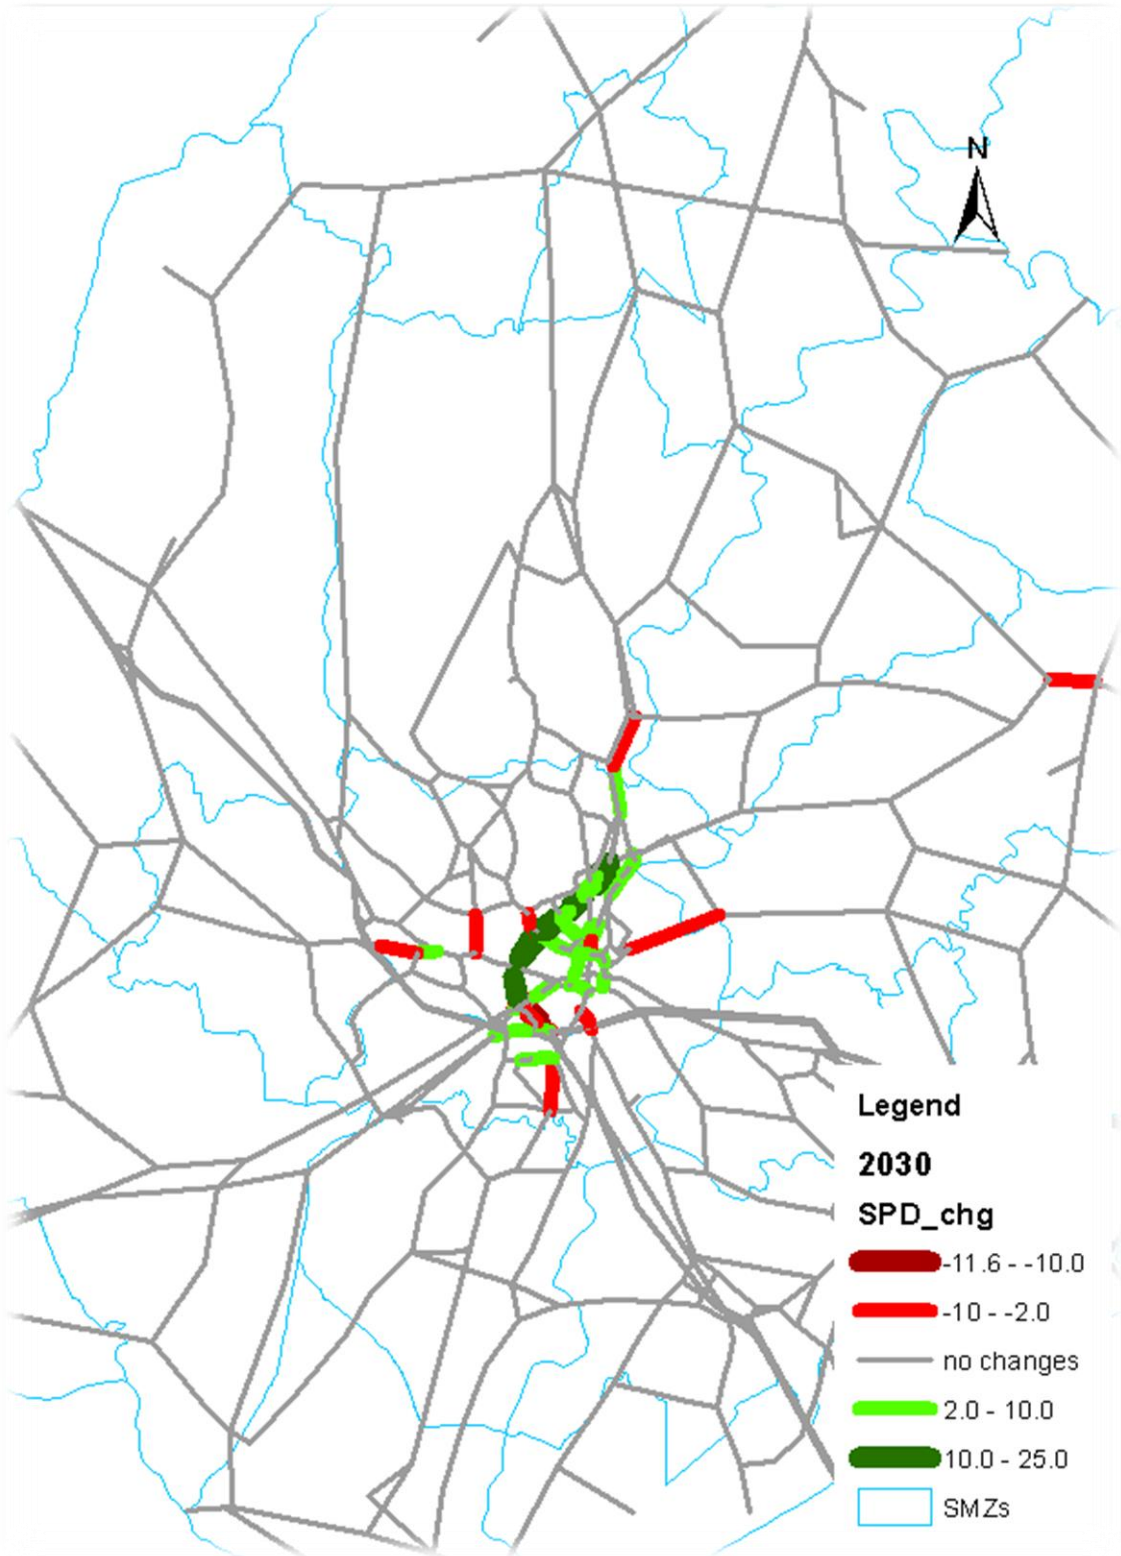 N
Legend
2030
SPD_chg
-11.6 - -10.0
-10 - -2.0
no changes
2.0 - 10.0
10.0 - 25.0
SMZs